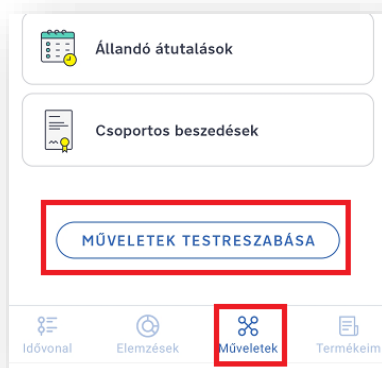 Állandó átutalások
Csoportos beszedések
MŰVELETEK TESTRESZABÁSA
Idővonal
Elemzések
Műveletek
Termékeim